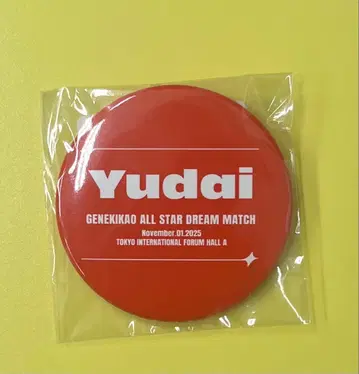 Yudai
GENEKIKAO ALL STAR DREAM MATCH
November.01.2025
TOKYO INTERNATIONAL FORUM HALL A